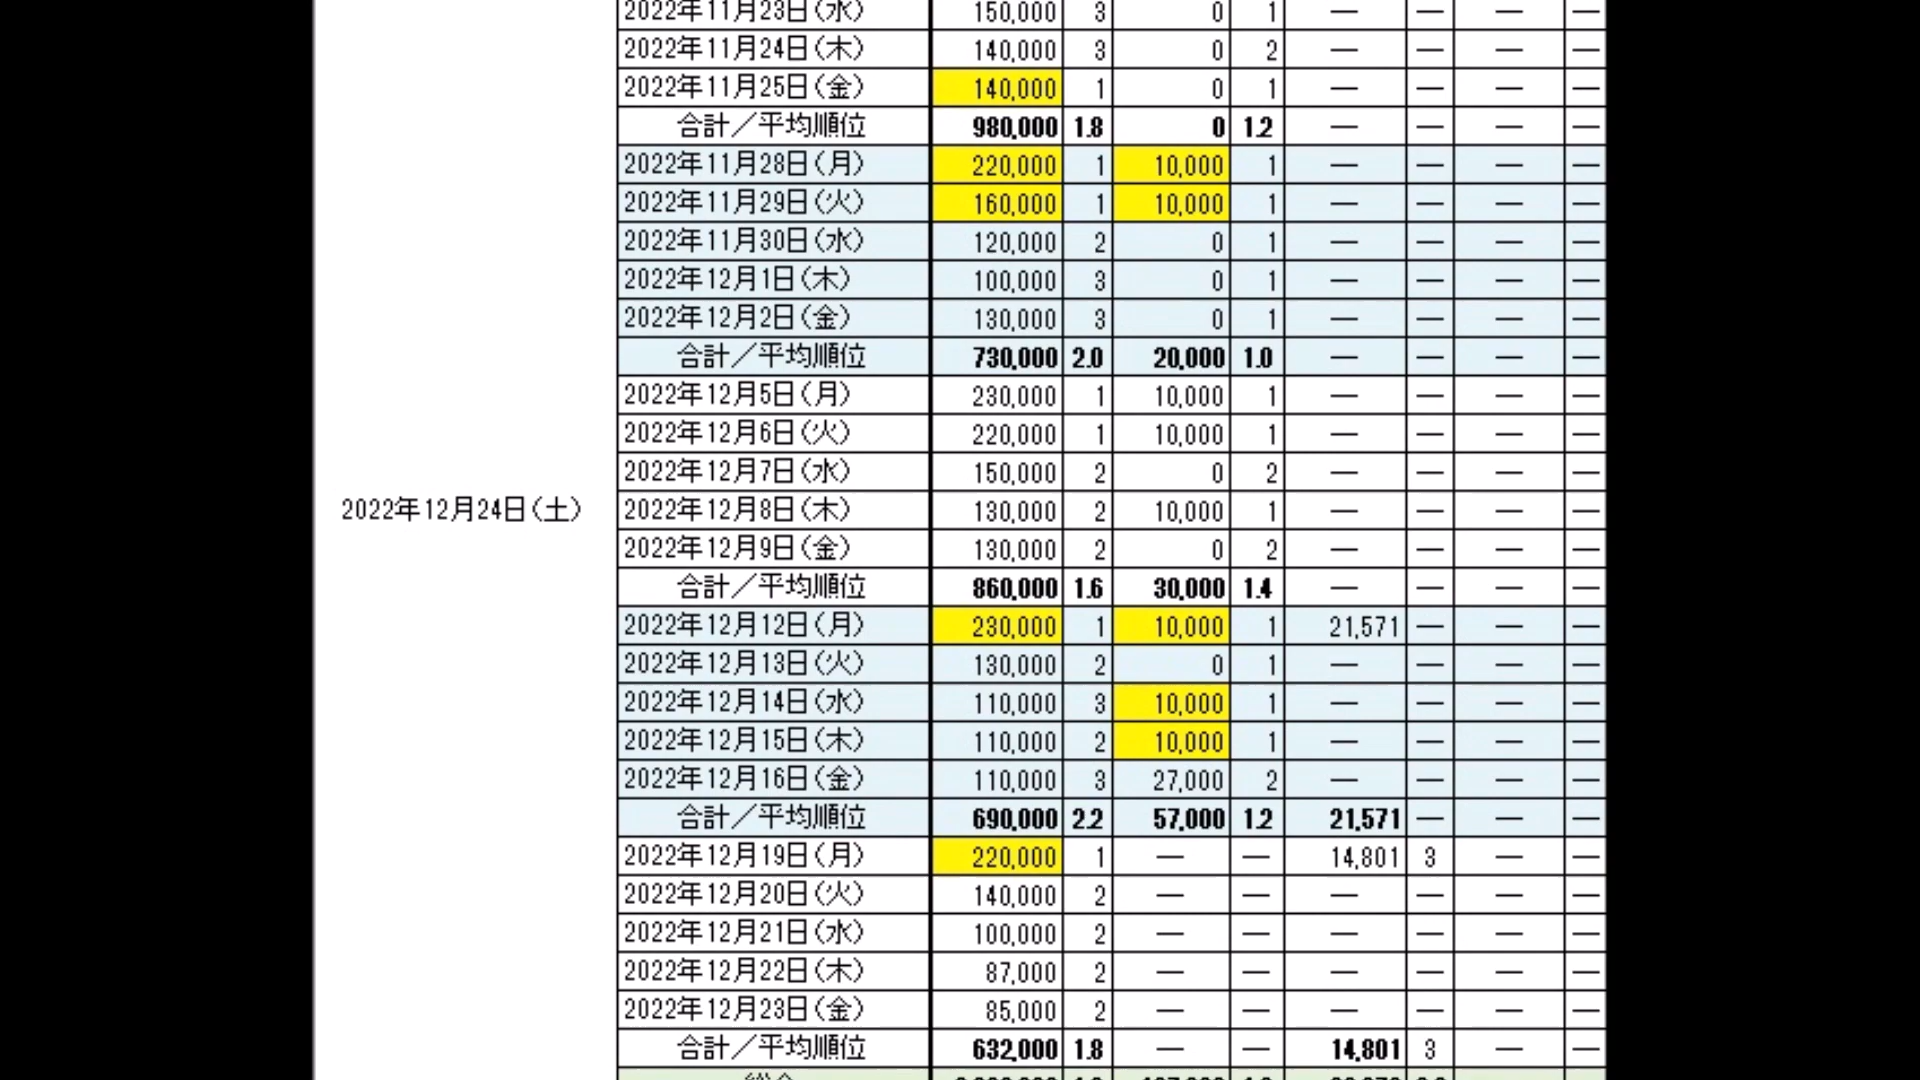 2022年11月23日（水） 150,000 3 0 1 — — — —
2022年11月24日（木） 140,000 3 0 2 — — — —
2022年11月25日（金） 140,000 1 0 1 — — — —
合計／平均順位 980,000 1.8 0 1.2 — — — —
2022年11月28日（月） 220,000 1 10,000 1 — — — —
2022年11月29日（火） 160,000 1 10,000 1 — — — —
2022年11月30日（水） 120,000 2 0 1 — — — —
2022年12月1日（木） 100,000 3 0 1 — — — —
2022年12月2日（金） 130,000 3 0 1 — — — —
合計／平均順位 730,000 2.0 20,000 1.0 — — — —
2022年12月5日（月） 230,000 1 10,000 1 — — — —
2022年12月6日（火） 220,000 1 10,000 1 — — — —
2022年12月7日（水） 150,000 2 0 2 — — — —
2022年12月24日（土） 2022年12月8日（木） 130,000 2 10,000 1 — — — —
2022年12月9日（金） 130,000 2 0 2 — — — —
合計／平均順位 860,000 1.6 30,000 1.4 — — — —
2022年12月12日（月） 230,000 1 10,000 1 21,571 — — —
2022年12月13日（火） 130,000 2 0 1 — — — —
2022年12月14日（水） 110,000 3 10,000 1 — — — —
2022年12月15日（木） 110,000 2 10,000 1 — — — —
2022年12月16日（金） 110,000 3 27,000 2 — — — —
合計／平均順位 690,000 2.2 57,000 1.2 21,571 — — —
2022年12月19日（月） 220,000 1 — — 14,801 3 — —
2022年12月20日（火） 140,000 2 — — — — — —
2022年12月21日（水） 100,000 2 — — — — — —
2022年12月22日（木） 87,000 2 — — — — — —
2022年12月23日（金） 85,000 2 — — — — — —
合計／平均順位 632,000 1.8 — — 14,801 3 — —